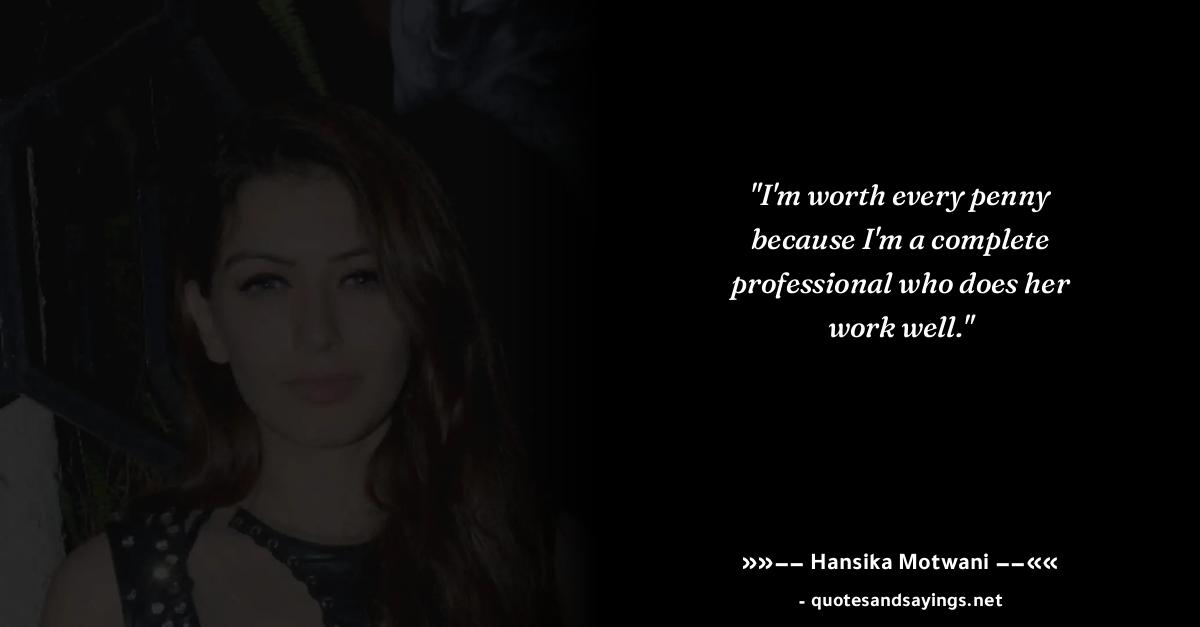 "I'm worth every penny
because I'm a complete
professional who does her
work well."
»»−− Hansika Motwani −−««
- quotesandsayings.net